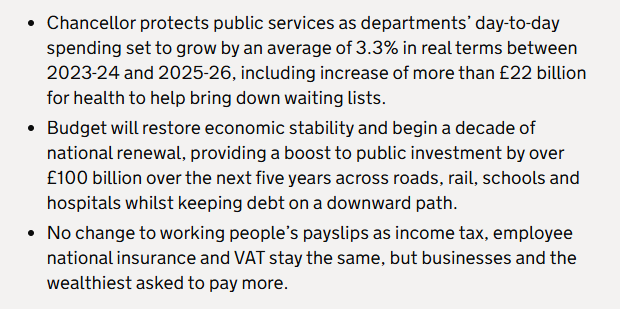 • Chancellor protects public services as departments’ day-to-day
spending set to grow by an average of 3.3% in real terms between
2023-24 and 2025-26, including increase of more than £22 billion
for health to help bring down waiting lists.
• Budget will restore economic stability and begin a decade of
national renewal, providing a boost to public investment by over
£100 billion over the next five years across roads, rail, schools and
hospitals whilst keeping debt on a downward path.
• No change to working people’s payslips as income tax, employee
national insurance and VAT stay the same, but businesses and the
wealthiest asked to pay more.